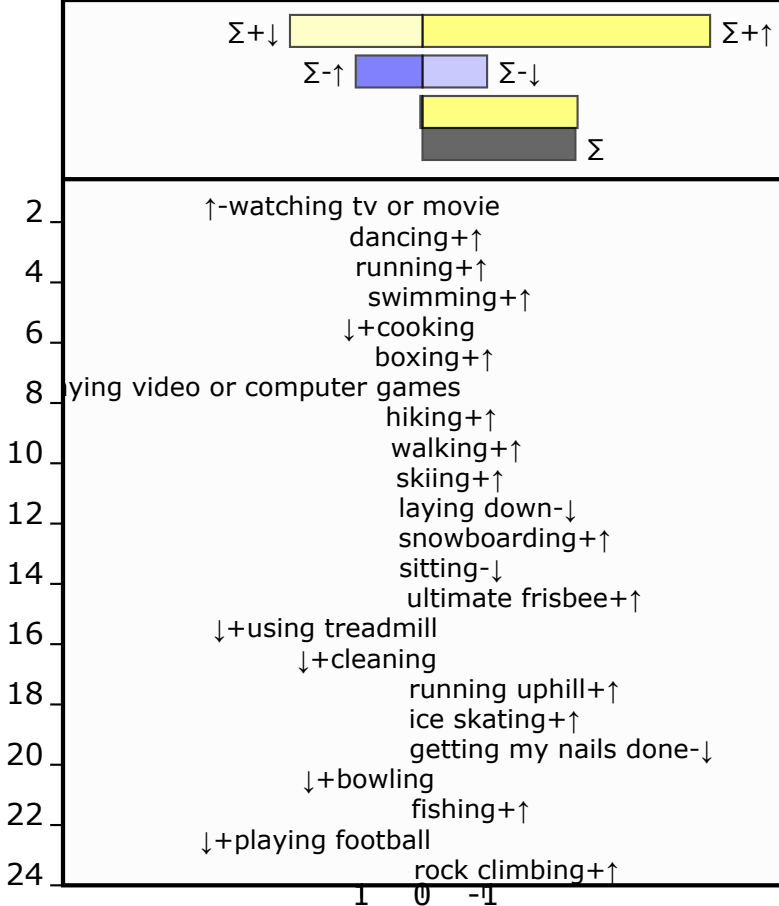 Σ+↓ Σ+↑
Σ-↑ Σ-↓
Σ
2 ↑-watching tv or movie
dancing+↑
4 running+↑
swimming+↑
6 ↓+cooking
boxing+↑
8 ying video or computer games
hiking+↑
10 walking+↑
skiing+↑
12 laying down-↓
snowboarding+↑
14 sitting-↓
ultimate frisbee+↑
16 ↓+using treadmill
↓+cleaning
18 running uphill+↑
ice skating+↑
20 getting my nails done-↓
↓+bowling
22 fishing+↑
↓+playing football
24 rock climbing+↑
1 0 -1